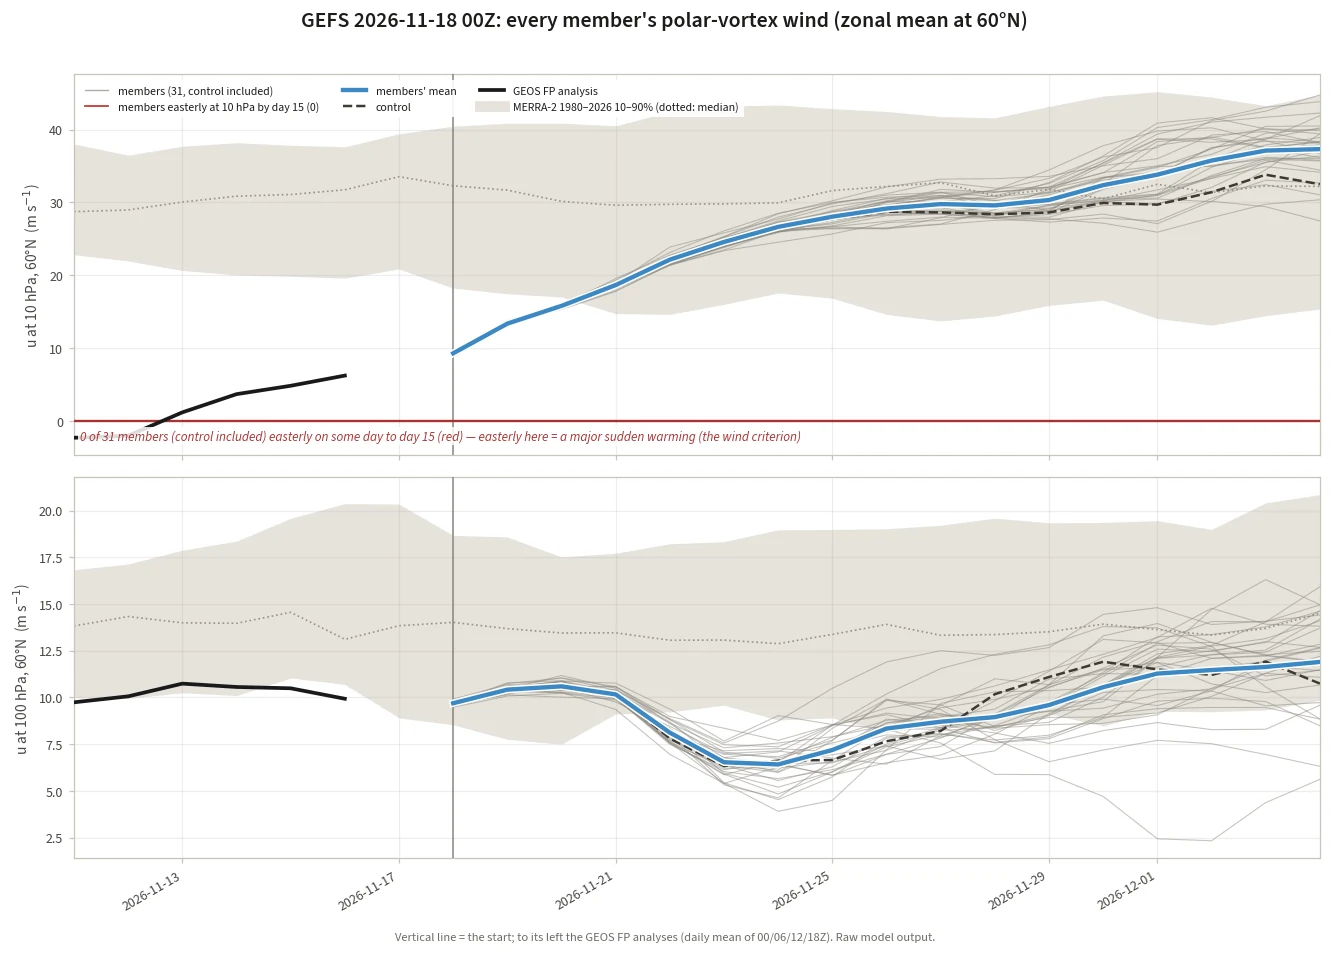 GEFS 2026-11-18 00Z: every member's polar-vortex wind (zonal mean at 60°N)
members (31, control included)
members easterly at 10 hPa by day 15 (0)
members' mean
control
GEOS FP analysis
MERRA-2 1980–2026 10–90% (dotted: median)
u at 10 hPa, 60°N (m s⁻¹)
40
30
20
10
0
0 of 31 members (control included) easterly on some day to day 15 (red) — easterly here = a major sudden warming (the wind criterion)
u at 100 hPa, 60°N (m s⁻¹)
20.0
17.5
15.0
12.5
10.0
7.5
5.0
2.5
2026-11-13
2026-11-17
2026-11-21
2026-11-25
2026-11-29
2026-12-01
Vertical line = the start; to its left the GEOS FP analyses (daily mean of 00/06/12/18Z). Raw model output.